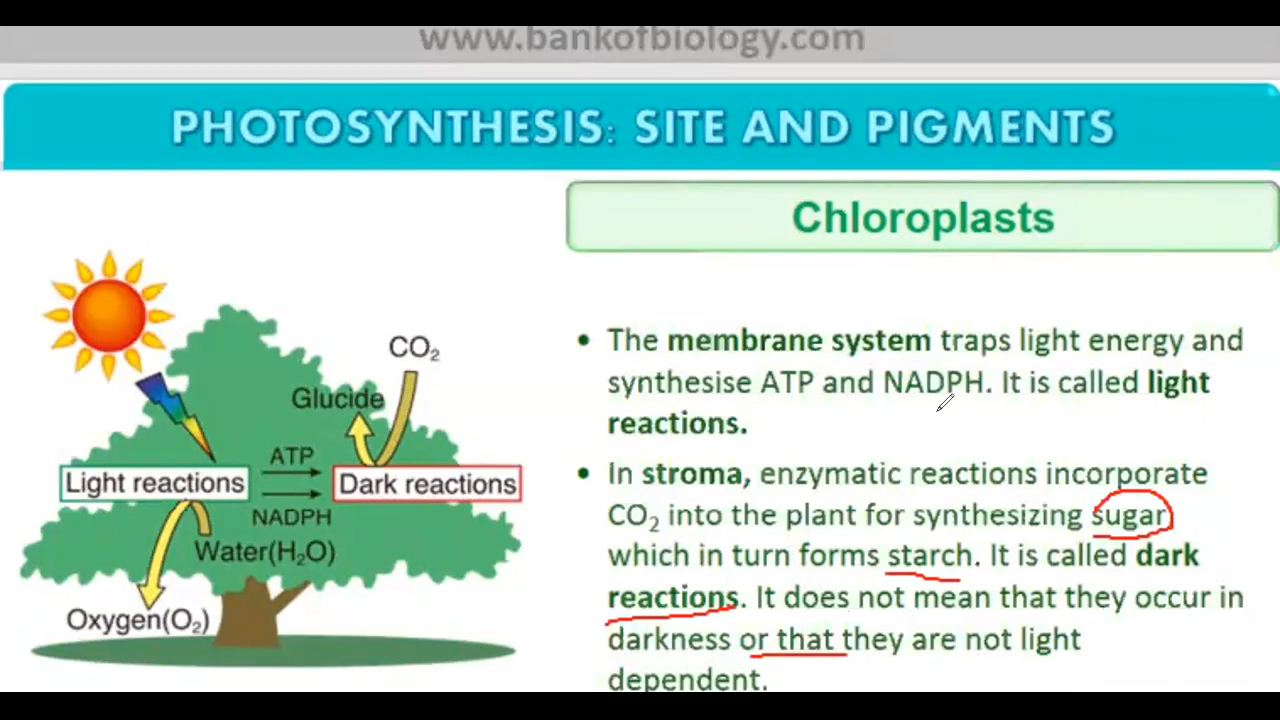 www.bankofbiology.com
PHOTOSYNTHESIS: SITE AND PIGMENTS
Chloroplasts
CO₂
Glucide
ATP
Light reactions
Dark reactions
NADPH
Water(H₂O)
Oxygen(O₂)
• The membrane system traps light energy and
synthesise ATP and NADPH. It is called light
reactions.
• In stroma, enzymatic reactions incorporate
CO₂ into the plant for synthesizing sugar
which in turn forms starch. It is called dark
reactions. It does not mean that they occur in
darkness or that they are not light
dependent.